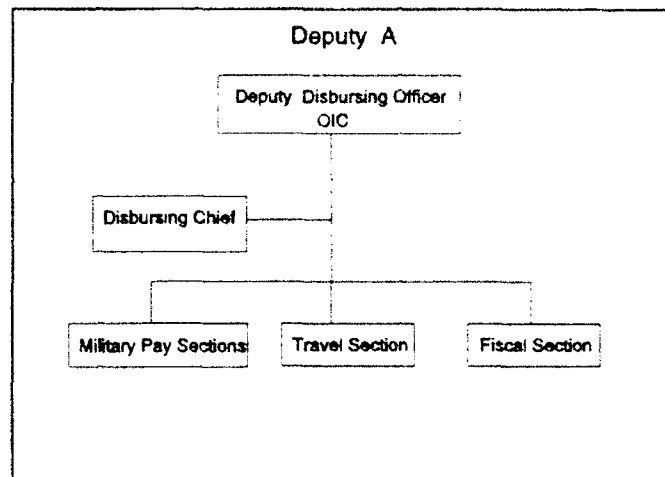 Deputy A
Deputy Disbursing Officer
OIC
Disbursing Chief
Military Pay Sections
Travel Section
Fiscal Section